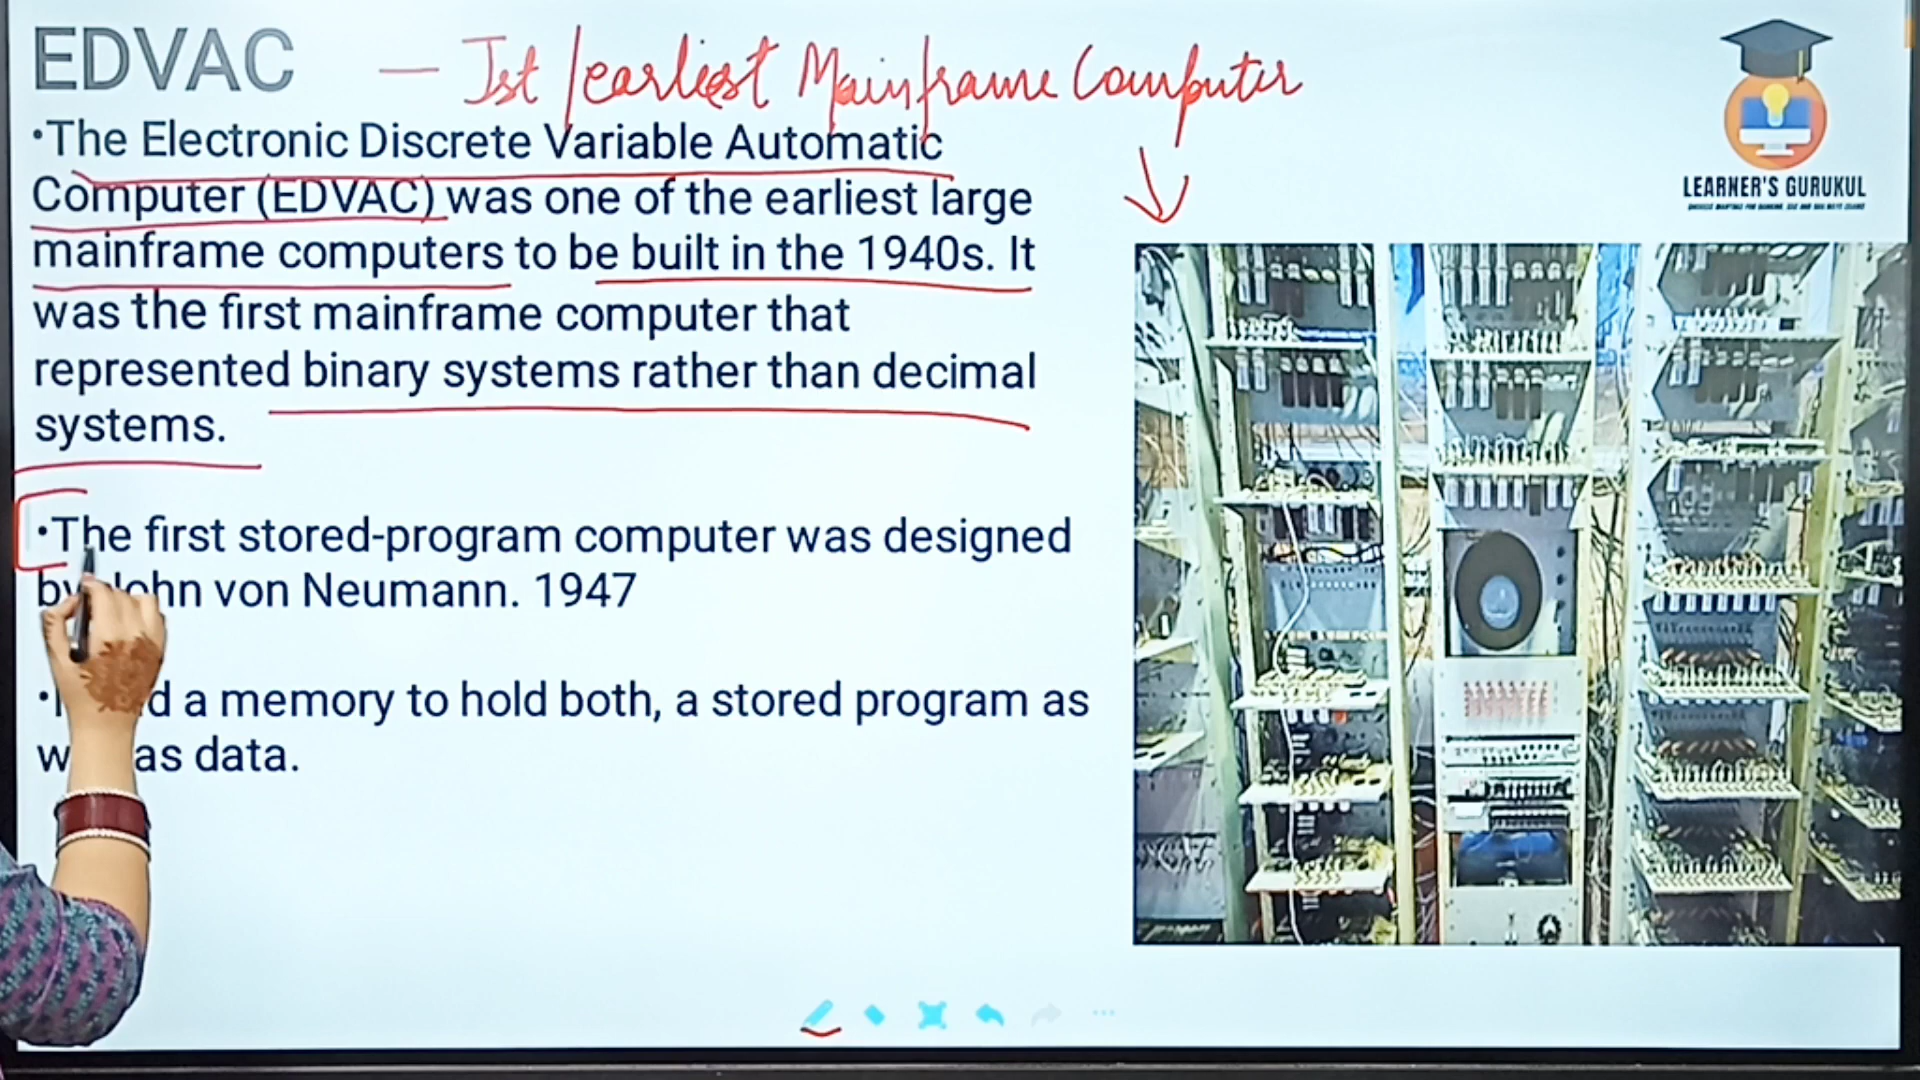 EDVAC
— Ist / earliest Mainframe Computer
•The Electronic Discrete Variable Automatic
Computer (EDVAC) was one of the earliest large
mainframe computers to be built in the 1940s. It
was the first mainframe computer that
represented binary systems rather than decimal
systems.
•The first stored-program computer was designed
by John von Neumann. 1947
• a memory to hold both, a stored program as
as data.
LEARNER'S GURUKUL